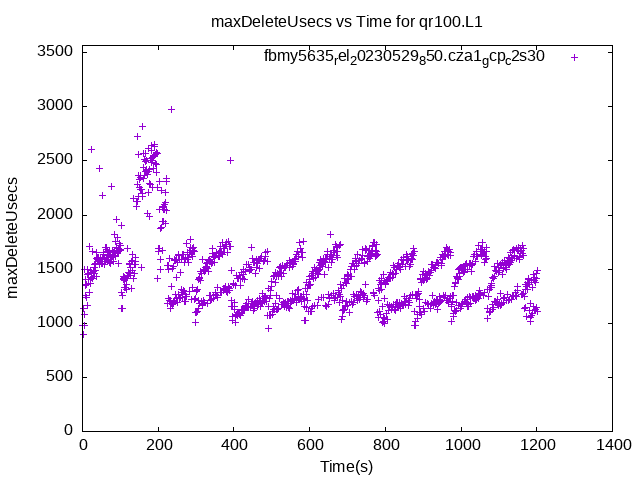 maxDeleteUsecs vs Time for qr100.L1
fbmy5635rel20230529850.cza1gcpc2s30
3500
3000
2500
2000
1500
1000
500
0
maxDeleteUsecs
0 200 400 600 800 1000 1200 1400
Time(s)